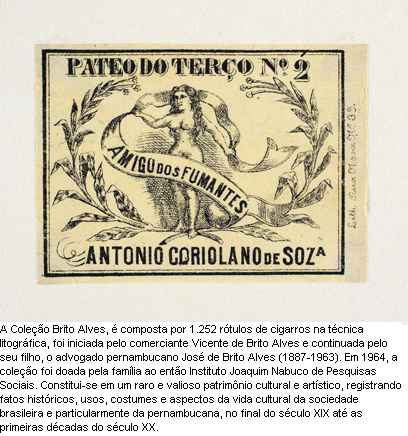 PATEO DO TERÇO Nº 2
AMIGO DOS FUMANTES
ANTONIO CORIOLANO DE SOZA
A Coleção Brito Alves, é composta por 1.252 rótulos de cigarros na técnica
litográfica, foi iniciada pelo comerciante Vicente de Brito Alves e continuada pelo
seu filho, o advogado pernambucano José de Brito Alves (1887-1963). Em 1964, a
coleção foi doada pela família ao então Instituto Joaquim Nabuco de Pesquisas
Sociais. Constitui-se em um raro e valioso patrimônio cultural e artístico, registrando
fatos históricos, usos, costumes e aspectos da vida cultural da sociedade
brasileira e particularmente da pernambucana, no final do século XIX até as
primeiras décadas do século XX.